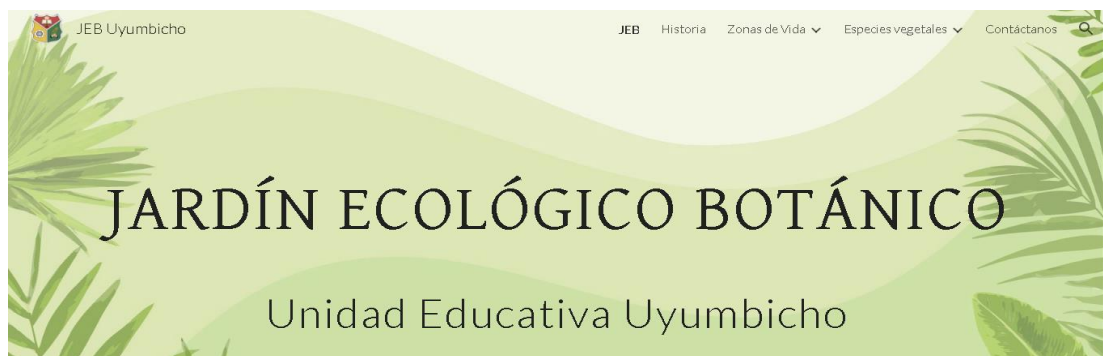 JEB Uyumbicho JEB Historia Zonas de Vida Especies vegetales Contáctanos
JARDÍN ECOLÓGICO BOTÁNICO
Unidad Educativa Uyumbicho